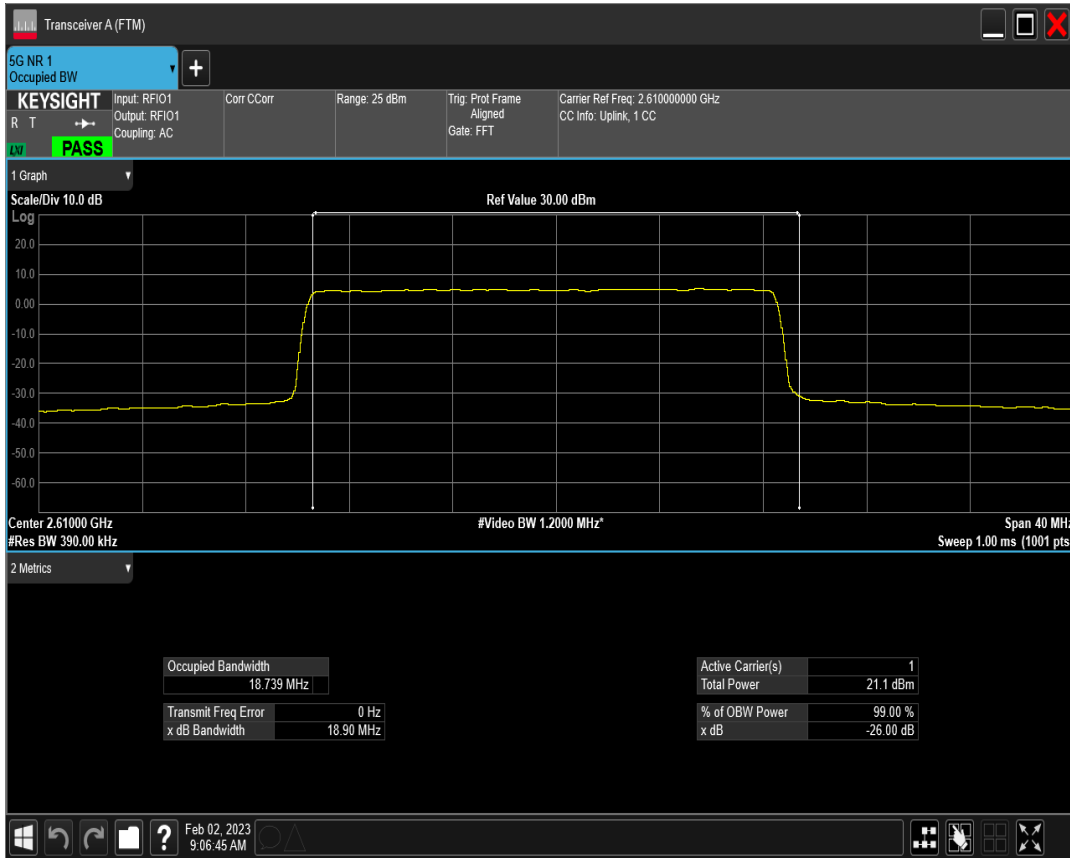 Transceiver A (FTM)
5G NR 1
Occupied BW
+
KEYSIGHT
R T
LXI
PASS
Input: RFIO1
Output: RFIO1
Coupling: AC
Corr CCorr
Range: 25 dBm
Trig: Prot Frame
Aligned
Gate: FFT
Carrier Ref Freq: 2.610000000 GHz
CC Info: Uplink, 1 CC
1 Graph
Scale/Div 10.0 dB
Ref Value 30.00 dBm
Log
20.0
10.0
0.00
-10.0
-20.0
-30.0
-40.0
-50.0
-60.0
Center 2.61000 GHz
#Video BW 1.2000 MHz*
Span 40 MHz
#Res BW 390.00 kHz
Sweep 1.00 ms (1001 pts
2 Metrics
Occupied Bandwidth
18.739 MHz
Transmit Freq Error 0 Hz
x dB Bandwidth 18.90 MHz
Active Carrier(s) 1
Total Power 21.1 dBm
% of OBW Power 99.00 %
x dB -26.00 dB
?
Feb 02, 2023
9:06:45 AM